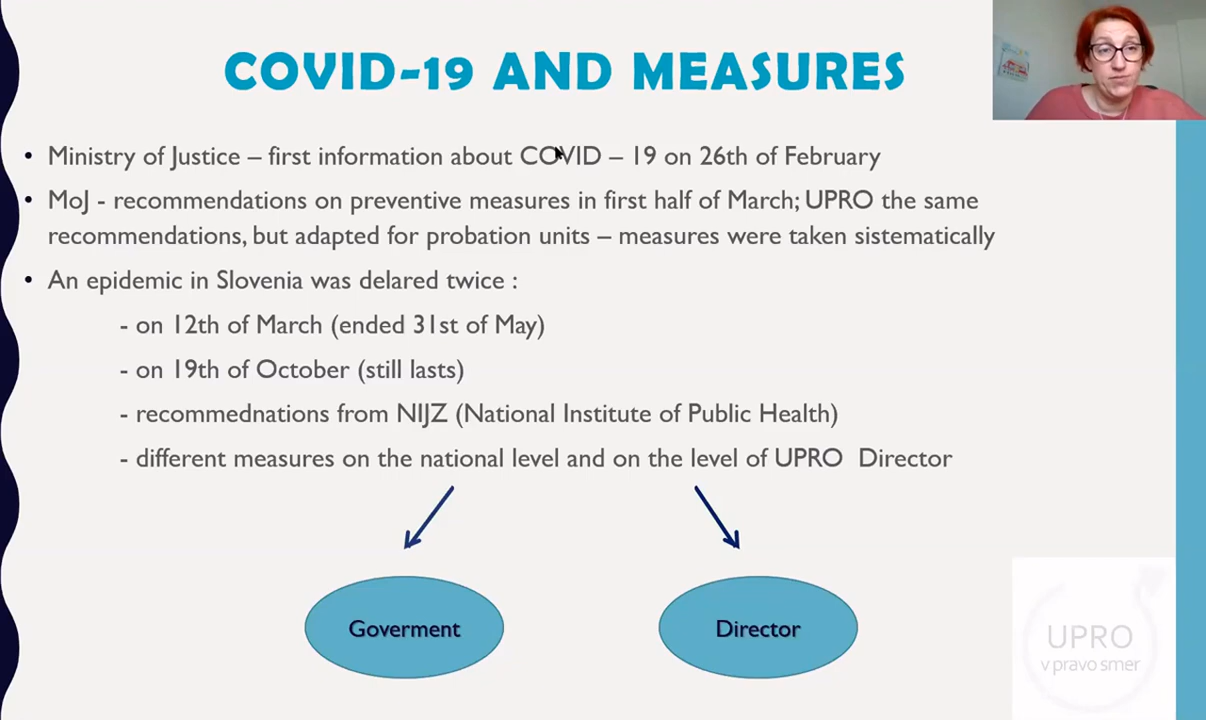 COVID-19 AND MEASURES
• Ministry of Justice – first information about COVID – 19 on 26th of February
• MoJ - recommendations on preventive measures in first half of March; UPRO the same
recommendations, but adapted for probation units – measures were taken sistematically
• An epidemic in Slovenia was delared twice :
- on 12th of March (ended 31st of May)
- on 19th of October (still lasts)
- recommednations from NIJZ (National Institute of Public Health)
- different measures on the national level and on the level of UPRO Director
Goverment
Director
UPRO
v pravo smer